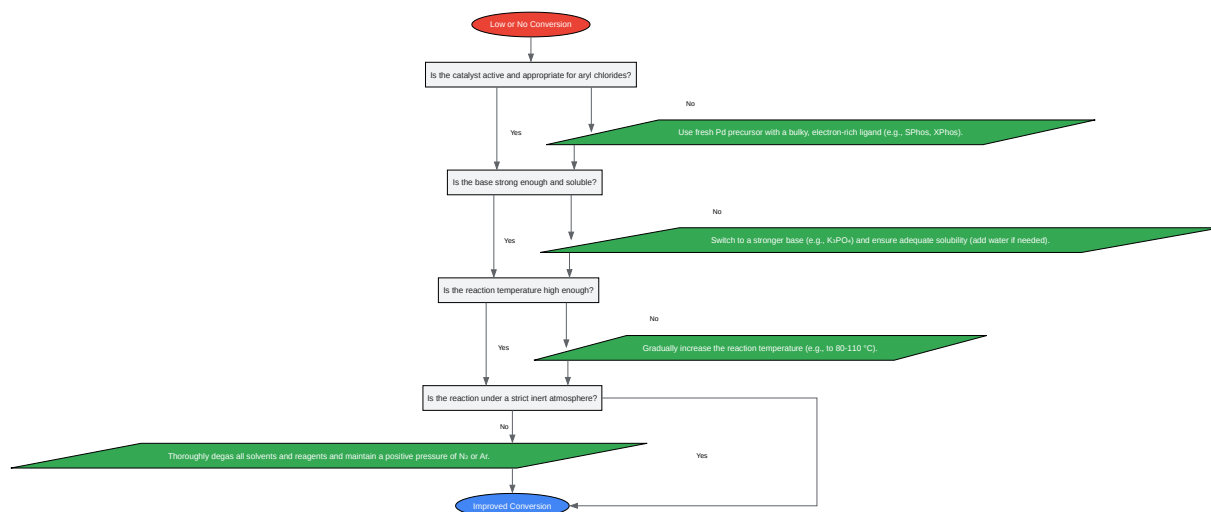 Low or No Conversion
Is the catalyst active and appropriate for aryl chlorides?
No
Yes
Use fresh Pd precursor with a bulky, electron-rich ligand (e.g., SPhos, XPhos).
Is the base strong enough and soluble?
No
Yes
Switch to a stronger base (e.g., K₃PO₄) and ensure adequate solubility (add water if needed).
Is the reaction temperature high enough?
No
Yes
Gradually increase the reaction temperature (e.g., to 80-110 °C).
Is the reaction under a strict inert atmosphere?
No
Thoroughly degas all solvents and reagents and maintain a positive pressure of N₂ or Ar.
Yes
Improved Conversion